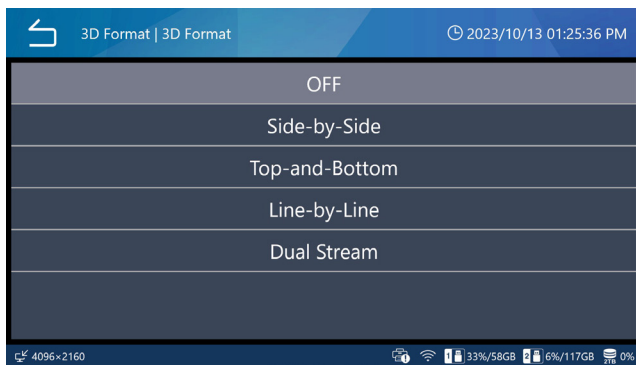 3D Format | 3D Format 2023/10/13 01:25:36 PM
OFF
Side-by-Side
Top-and-Bottom
Line-by-Line
Dual Stream
4096×2160 1 33%/58GB 2 6%/117GB 2TB 0%